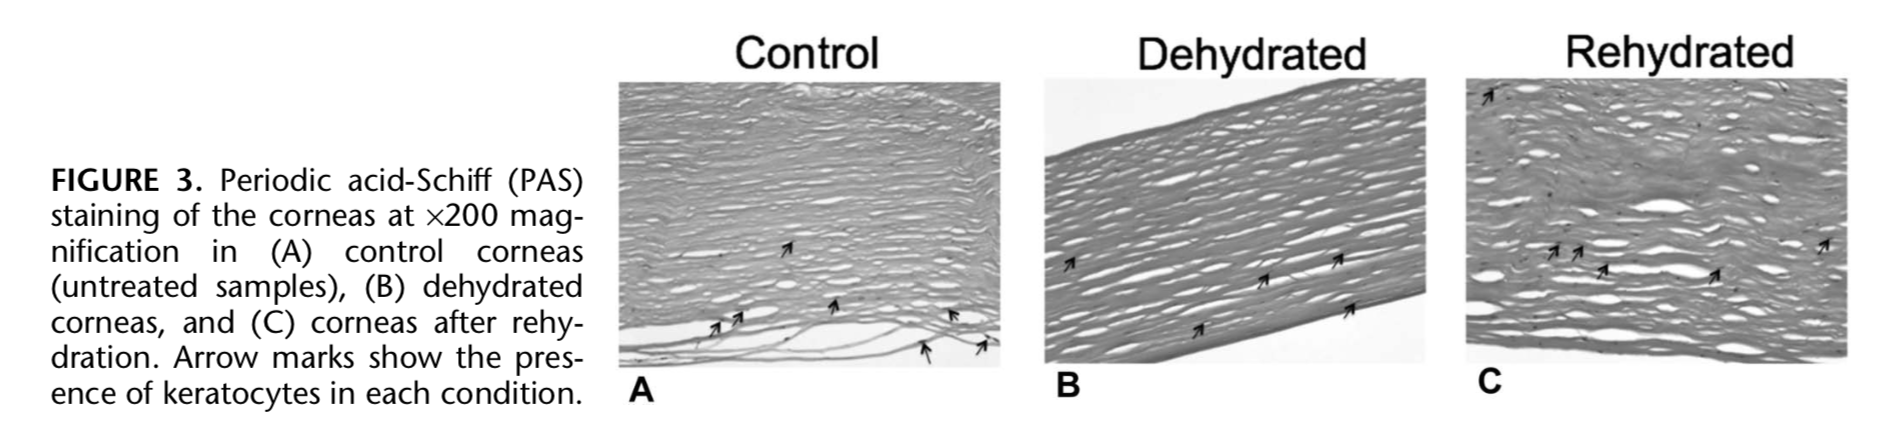 Control
Dehydrated
Rehydrated
FIGURE 3. Periodic acid-Schiff (PAS)
staining of the corneas at ×200 mag-
nification in (A) control corneas
(untreated samples), (B) dehydrated
corneas, and (C) corneas after rehy-
dration. Arrow marks show the pres-
ence of keratocytes in each condition.
A
B
C